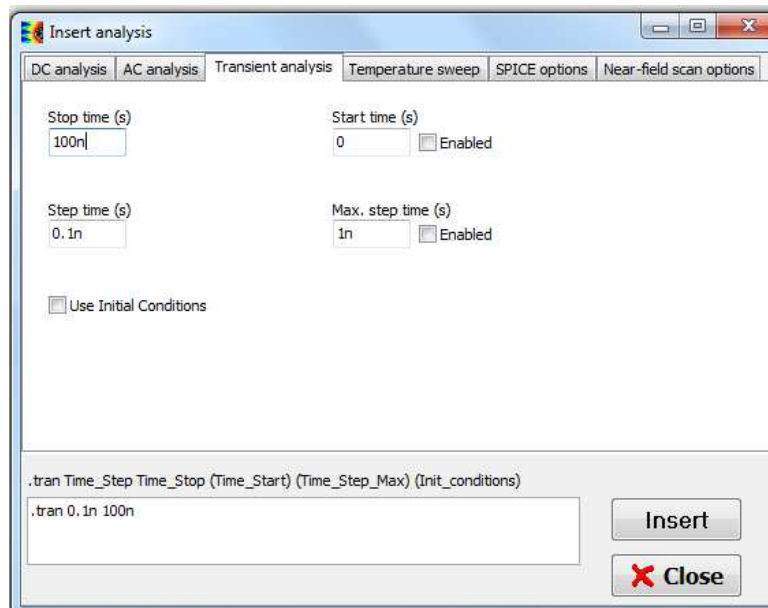 Insert analysis
DC analysis AC analysis Transient analysis Temperature sweep SPICE options Near-field scan options
Stop time (s) Start time (s)
100n 0 Enabled
Step time (s) Max. step time (s)
0.1n 1n Enabled
Use Initial Conditions
.tran Time_Step Time_Stop (Time_Start) (Time_Step_Max) (Init_conditions)
.tran 0.1n 100n
Insert
Close